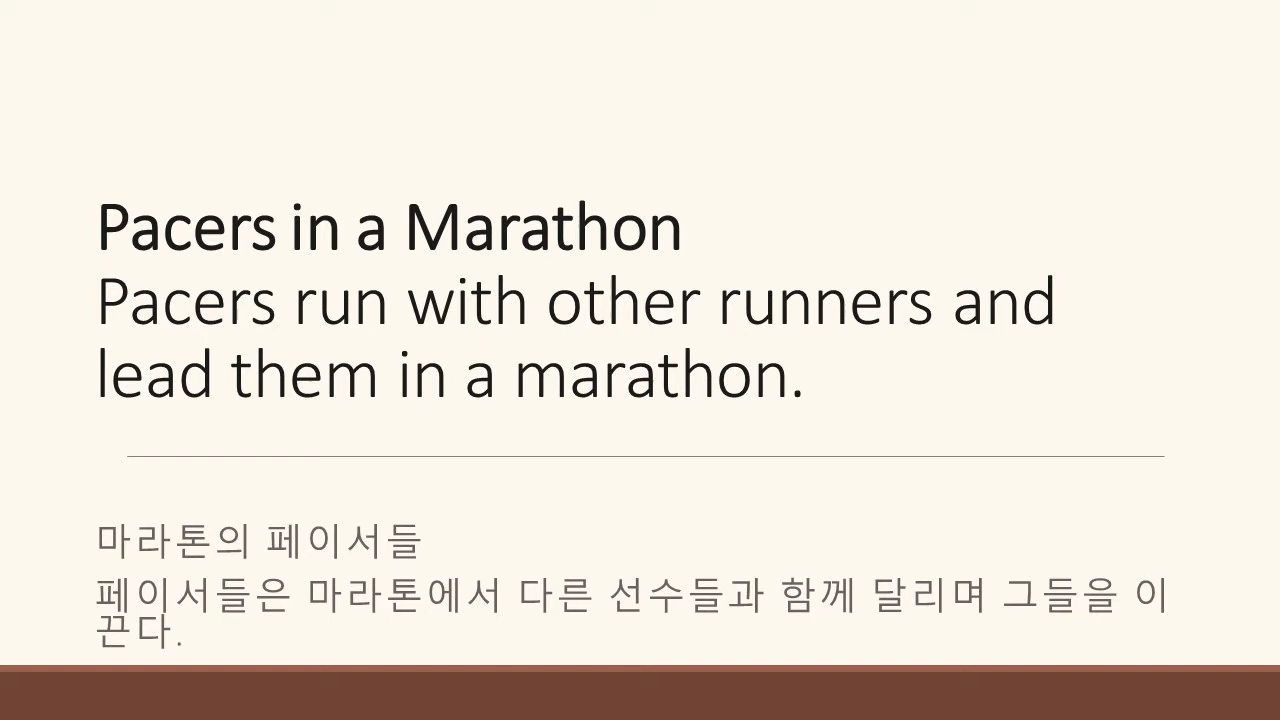 Pacers in a Marathon
Pacers run with other runners and
lead them in a marathon.
마라톤의 페이서들
페이서들은 마라톤에서 다른 선수들과 함께 달리며 그들을 이
끈다.